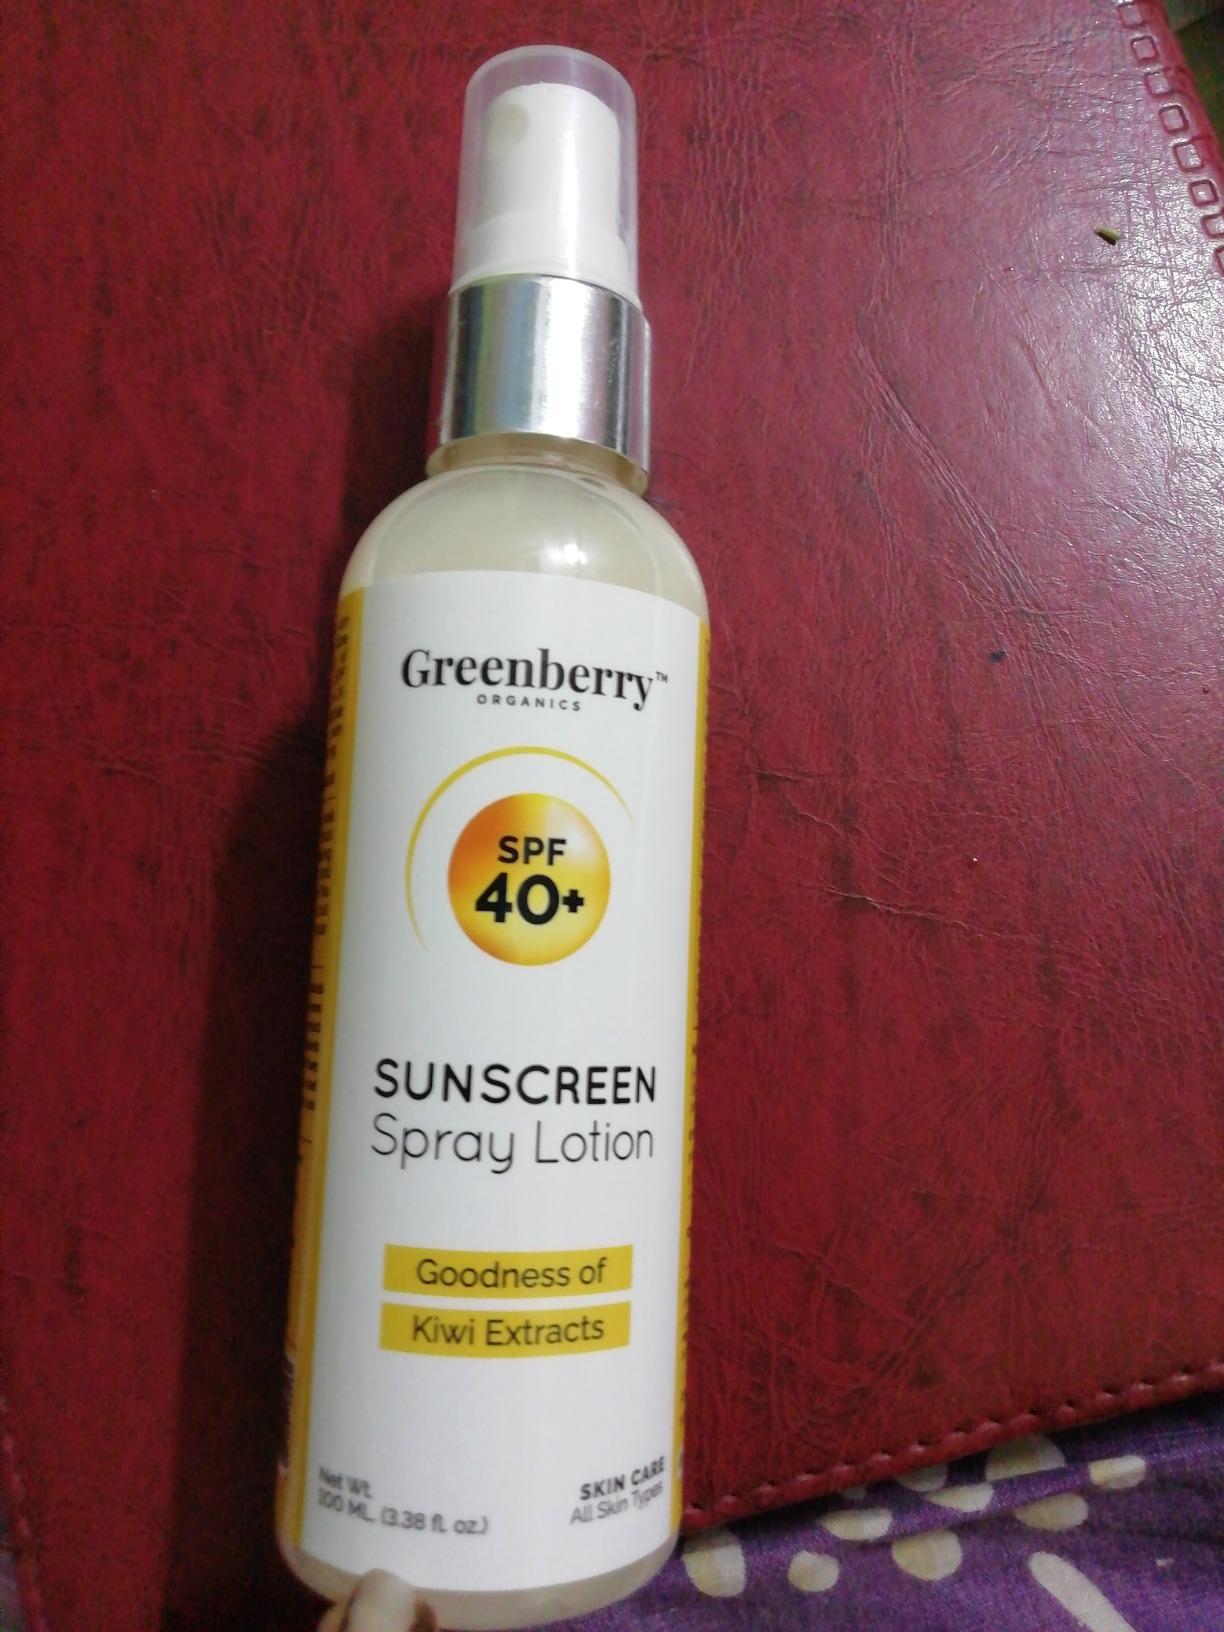 Greenberry™
ORGANICS
SPF
40+
SUNSCREEN
Spray Lotion
Goodness of
Kiwi Extracts
Net Wt.
100 ML. (3.38 fl. oz.)
SKIN CARE
All Skin Types